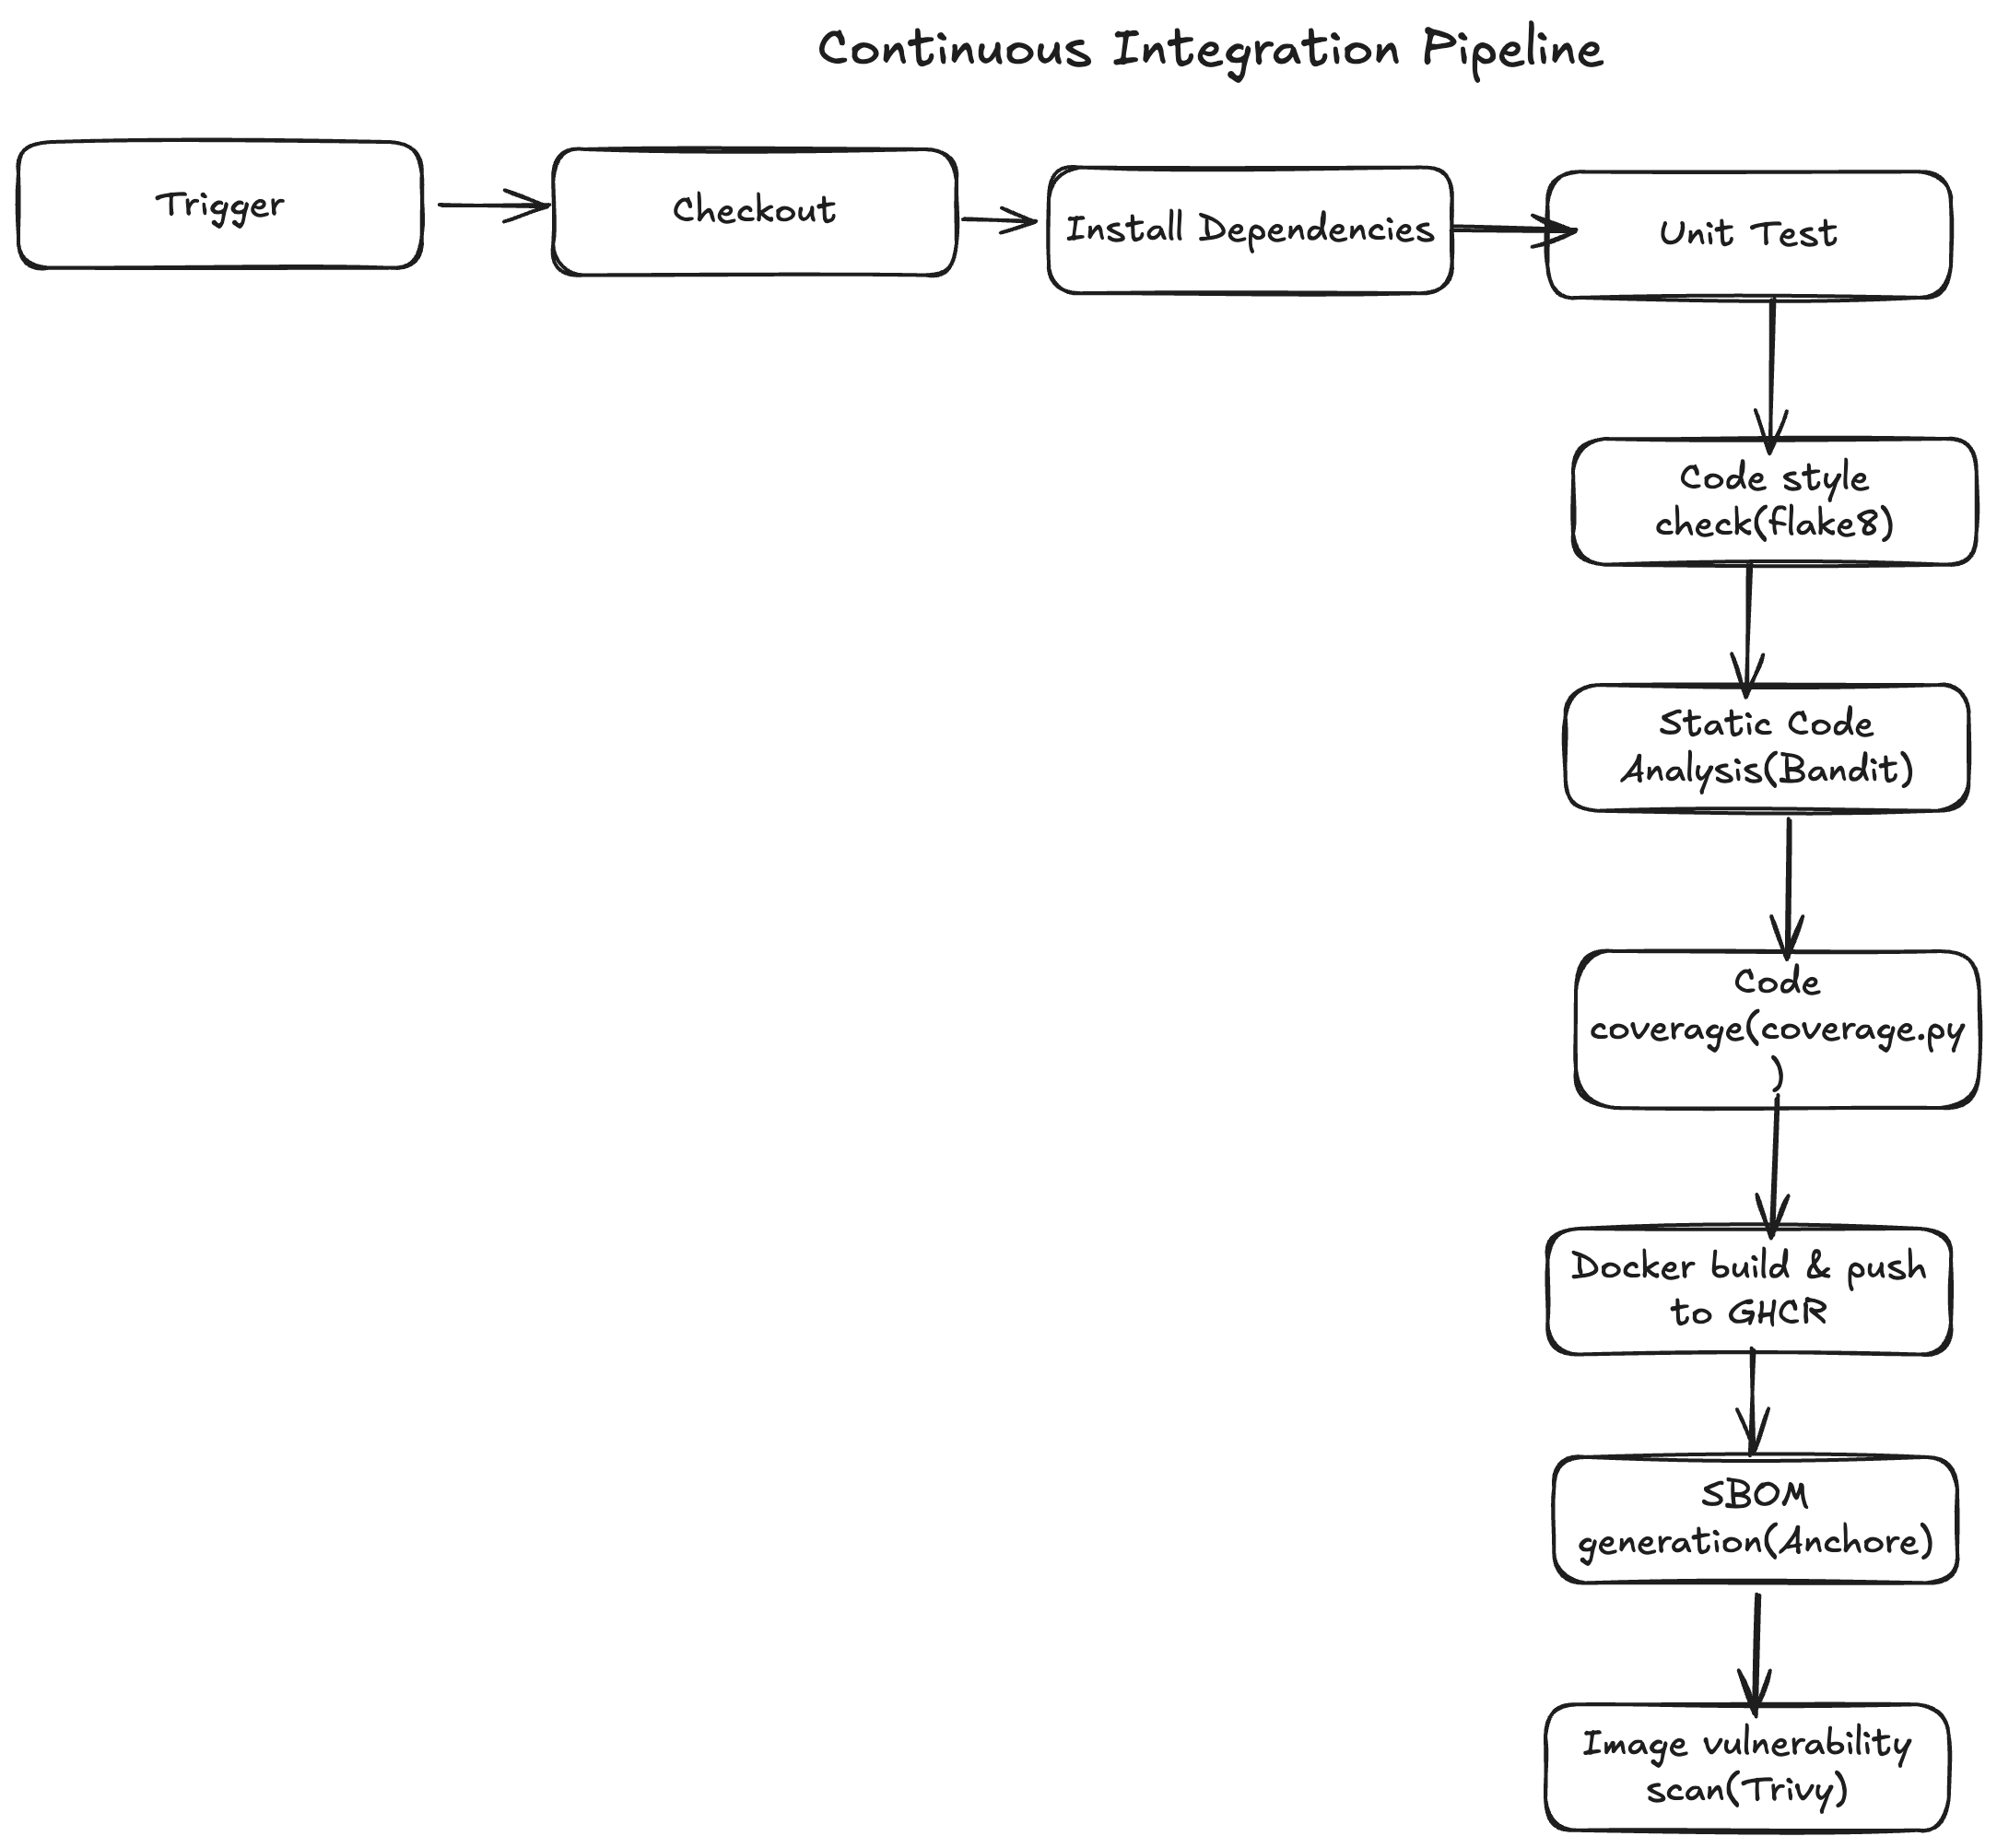 Continuous Integration Pipeline
Trigger
Checkout
Install Dependencies
Unit Test
Code style
check(flake8)
Static Code
Analysis(Bandit)
Code
coverage(coverage.py
)
Docker build & push
to GHCR
SBOM
generation(Anchore)
Image vulnerability
scan(Trivy)